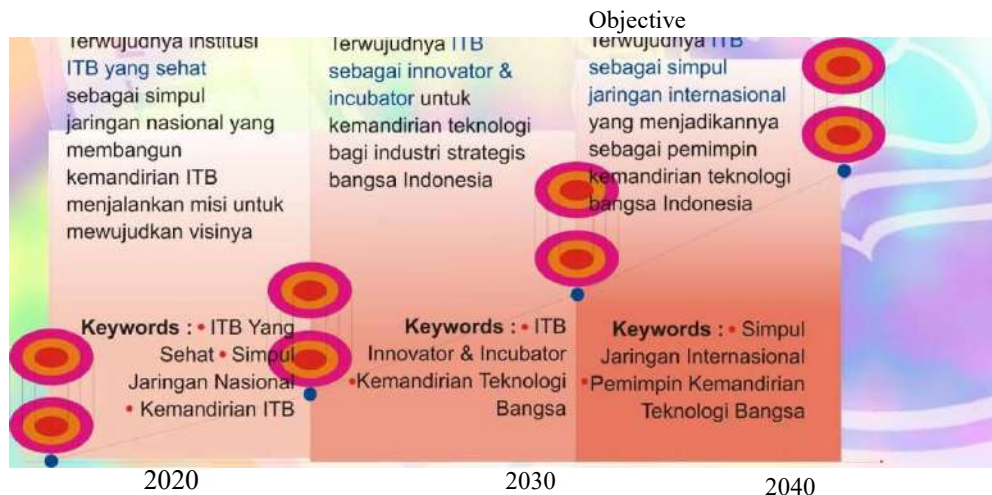 Objective
Terwujudnya institusi
ITB yang sehat
sebagai simpul
jaringan nasional yang
membangun
kemandirian ITB
menjalankan misi untuk
mewujudkan visinya
Keywords : • ITB Yang
Sehat • Simpul
Jaringan Nasional
• Kemandirian ITB
2020
Terwujudnya ITB
sebagai innovator &
incubator untuk
kemandirian teknologi
bagi industri strategis
bangsa Indonesia
Keywords : • ITB
Innovator & Incubator
•Kemandirian Teknologi
Bangsa
2030
Terwujudnya ITB
sebagai simpul
jaringan internasional
yang menjadikannya
sebagai pemimpin
kemandirian teknologi
bangsa Indonesia
Keywords : • Simpul
Jaringan Internasional
•Pemimpin Kemandirian
Teknologi Bangsa
2040